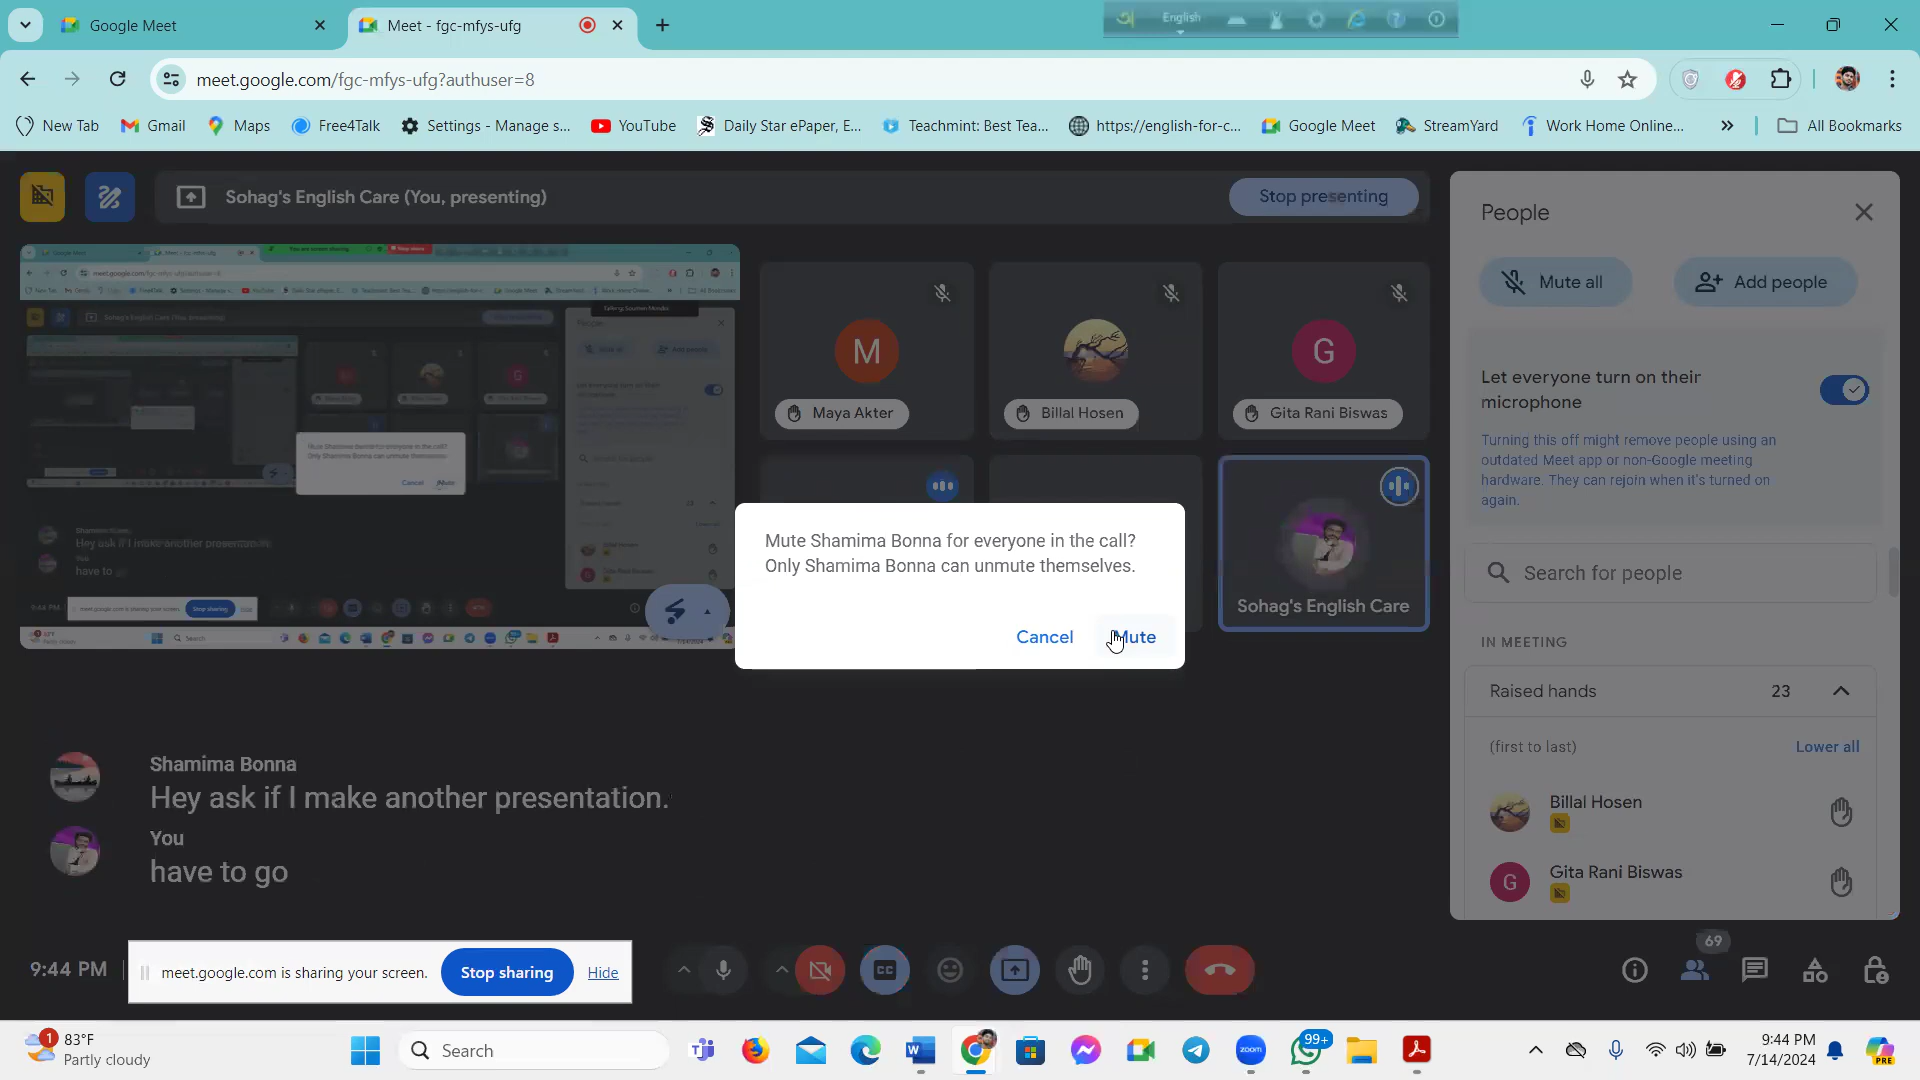 Google Meet
Meet - fgc-mfys-ufg
English
meet.google.com/fgc-mfys-ufg?authuser=8
New Tab
Gmail
Maps
Free4Talk
Settings - Manage s...
YouTube
Daily Star ePaper, E...
Teachmint: Best Tea...
https://english-for-c...
Google Meet
StreamYard
Work Home Online...
All Bookmarks
Sohag's English Care (You, presenting)
Stop presenting
People
Mute all
Add people
Let everyone turn on their
microphone
Turning this off might remove people using an
outdated Meet app or non-Google meeting
hardware. They can rejoin when it's turned on
again.
Search for people
IN MEETING
Raised hands 23
(first to last) Lower all
Billal Hosen
G Gita Rani Biswas
M
Maya Akter
Billal Hosen
G
Gita Rani Biswas
Sohag's English Care
Mute Shamima Bonna for everyone in the call?
Only Shamima Bonna can unmute themselves.
Cancel Mute
Shamima Bonna
Hey ask if I make another presentation.
You
have to go
9:44 PM
meet.google.com is sharing your screen. Stop sharing Hide
CC
69
1
83°F
Partly cloudy
Search
zoom
99+
9:44 PM
7/14/2024
PRE